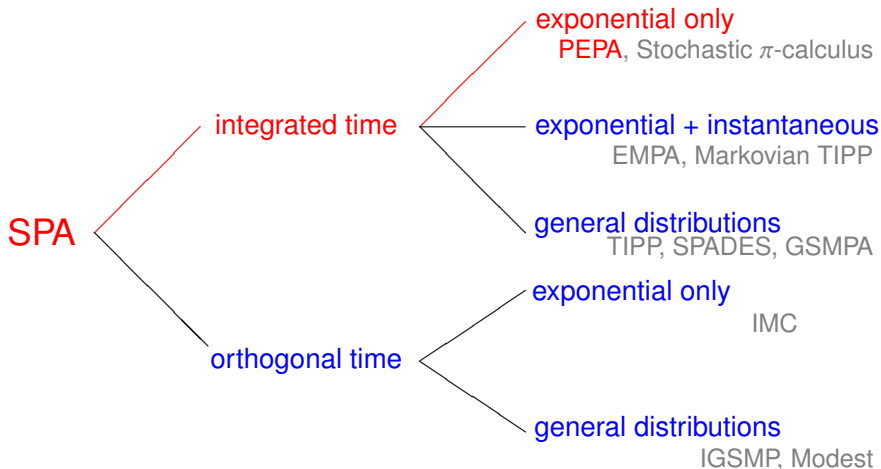 exponential only
PEPA, Stochastic π-calculus
integrated time
exponential + instantaneous
EMPA, Markovian TIPP
SPA
general distributions
TIPP, SPADES, GSMPA
exponential only
IMC
orthogonal time
general distributions
IGSMP, Modest